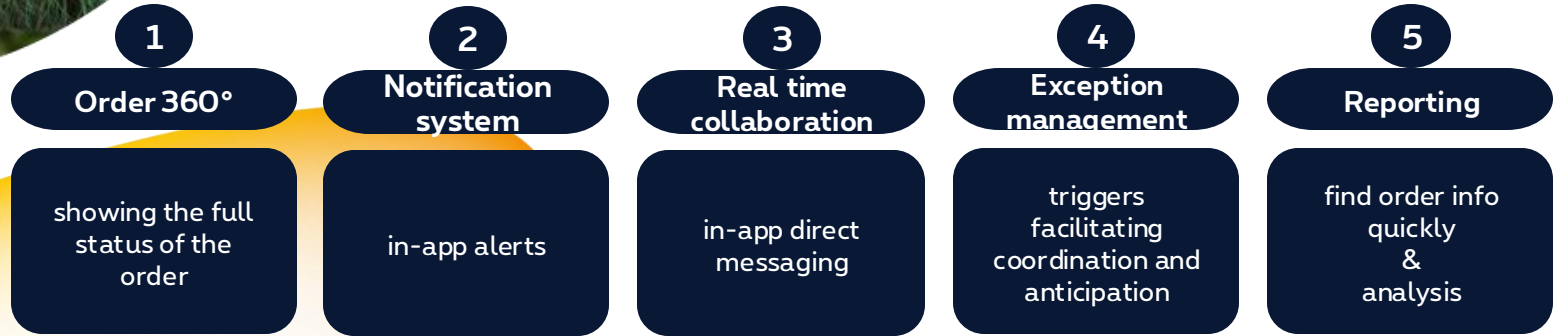 1
Order 360°
showing the full
status of the
order
2
Notification
system
in-app alerts
3
Real time
collaboration
in-app direct
messaging
4
Exception
management
triggers
facilitating
coordination and
anticipation
5
Reporting
find order info
quickly
&
analysis